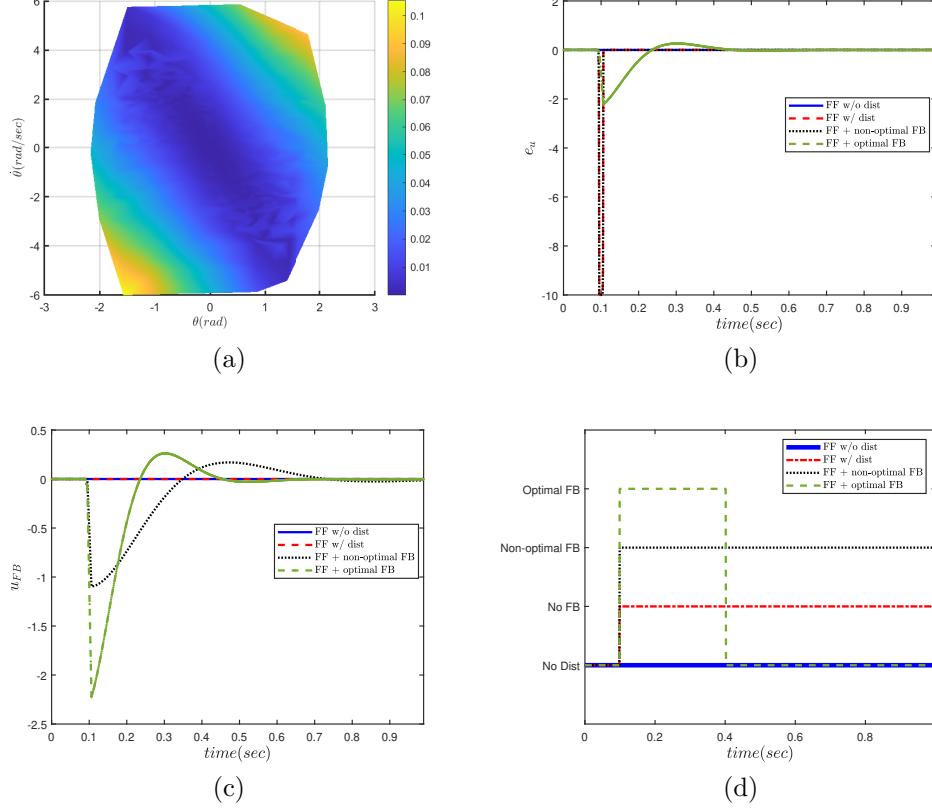 6
4
2
0
-2
-4
-6
θ̇(rad/sec)
-3
-2
-1
0
1
2
3
θ(rad)
0.1
0.09
0.08
0.07
0.06
0.05
0.04
0.03
0.02
0.01
(a)
2
0
-2
-4
-6
-8
-10
e_u
FF w/o dist
FF w/ dist
FF + non-optimal FB
FF + optimal FB
0
0.1
0.2
0.3
0.4
0.5
0.6
0.7
0.8
0.9
time(sec)
(b)
0.5
0
-0.5
-1
-1.5
-2
-2.5
u_FB
FF w/o dist
FF w/ dist
FF + non-optimal FB
FF + optimal FB
0
0.1
0.2
0.3
0.4
0.5
0.6
0.7
0.8
0.9
time(sec)
(c)
FF w/o dist
FF w/ dist
FF + non-optimal FB
FF + optimal FB
Optimal FB
Non-optimal FB
No FB
No Dist
0
0.2
0.4
0.6
0.8
time(sec)
(d)